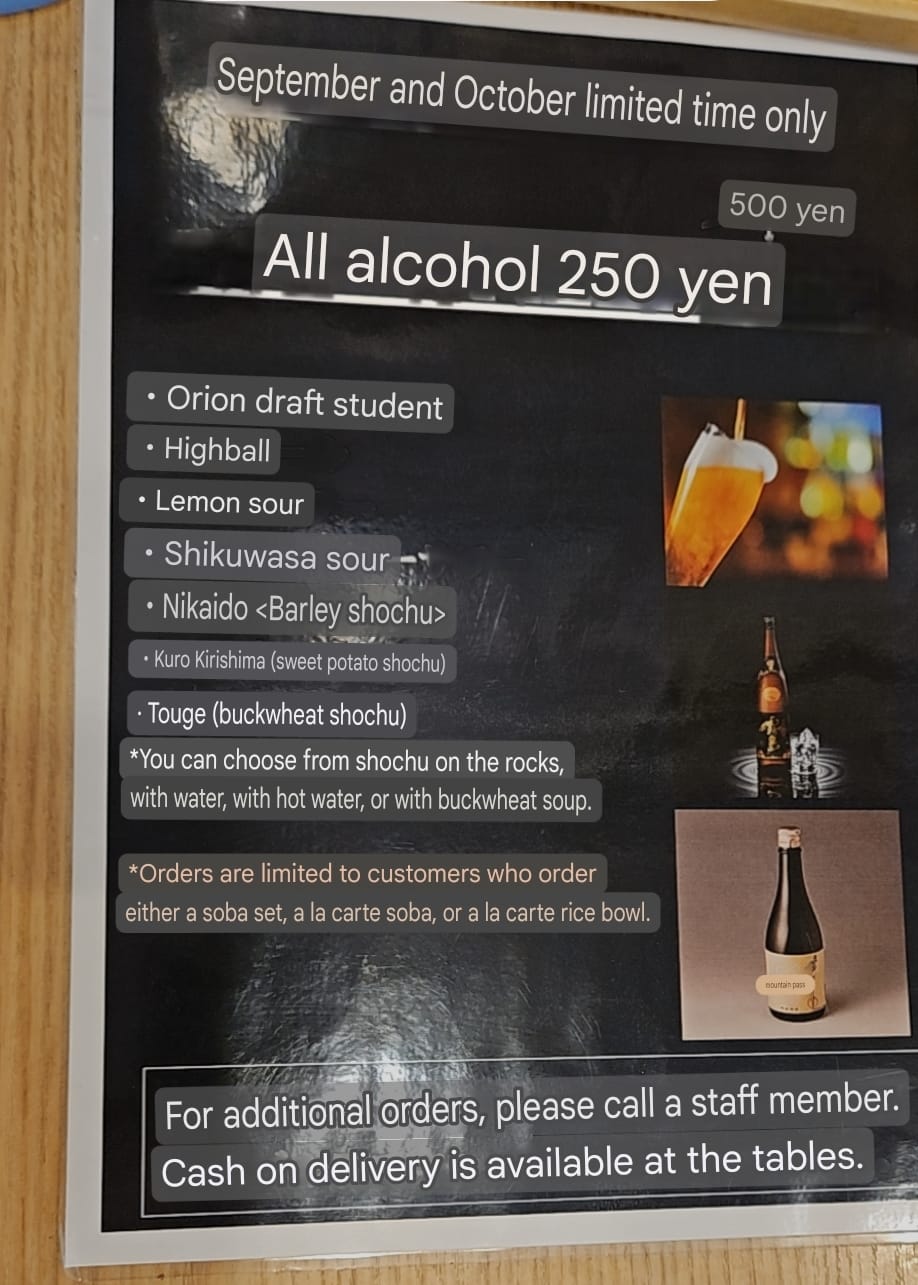 September and October limited time only
500 yen
All alcohol 250 yen
・Orion draft student
・Highball
・Lemon sour
・Shikuwasa sour
・Nikaido <Barley shochu>
・Kuro Kirishima (sweet potato shochu)
・Touge (buckwheat shochu)
*You can choose from shochu on the rocks,
with water, with hot water, or with buckwheat soup.
*Orders are limited to customers who order
either a soba set, a la carte soba, or a la carte rice bowl.
mountain pass
For additional orders, please call a staff member.
Cash on delivery is available at the tables.